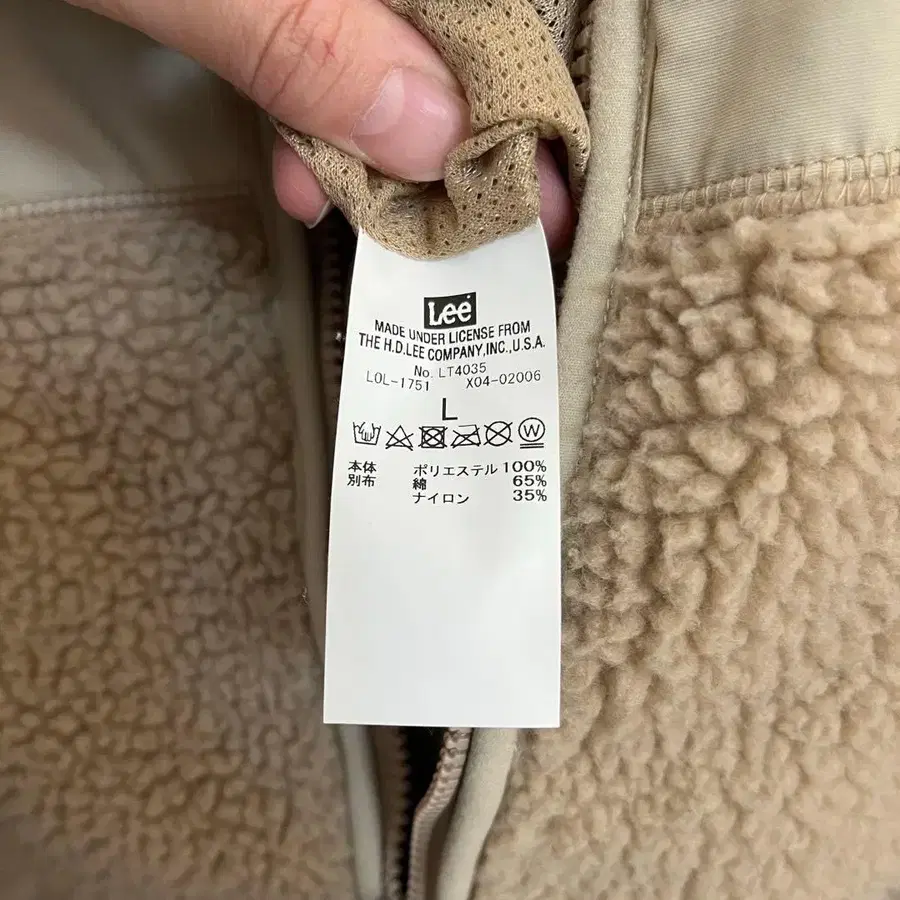 Lee
MADE UNDER LICENSE FROM
THE H.D.LEE COMPANY,INC.,U.S.A.
No. LT4035
LOL-1751 X04-02006
L
W
本体 ポリエステル 100%
別布 綿 65%
ナイロン 35%